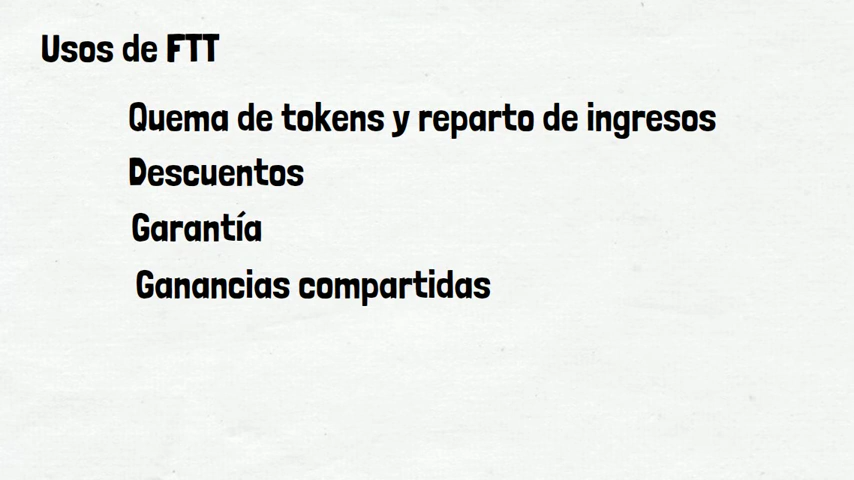 Usos de FTT
Quema de tokens y reparto de ingresos
Descuentos
Garantía
Ganancias compartidas